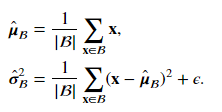 μ̂_B = 1/|B| ∑_{x∈B} x,
σ̂²_B = 1/|B| ∑_{x∈B} (x − μ̂_B)² + ϵ.